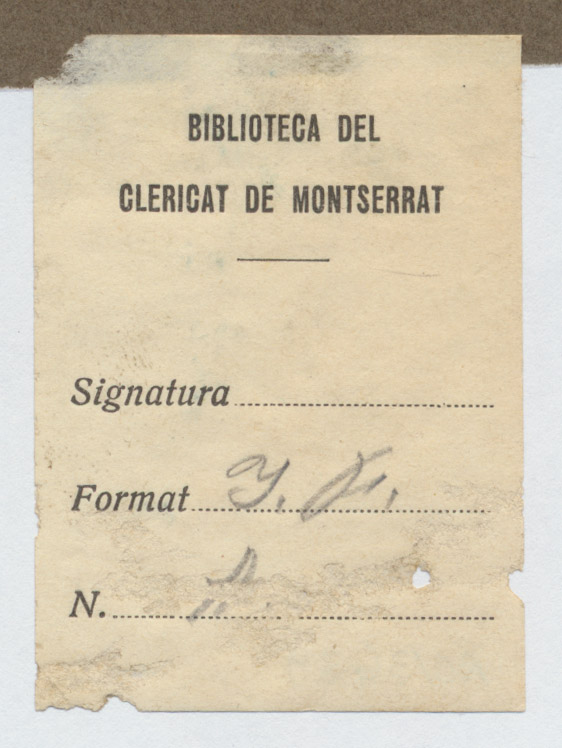 BIBLIOTECA DEL
CLERICAT DE MONTSERRAT
Signatura
Format
N.